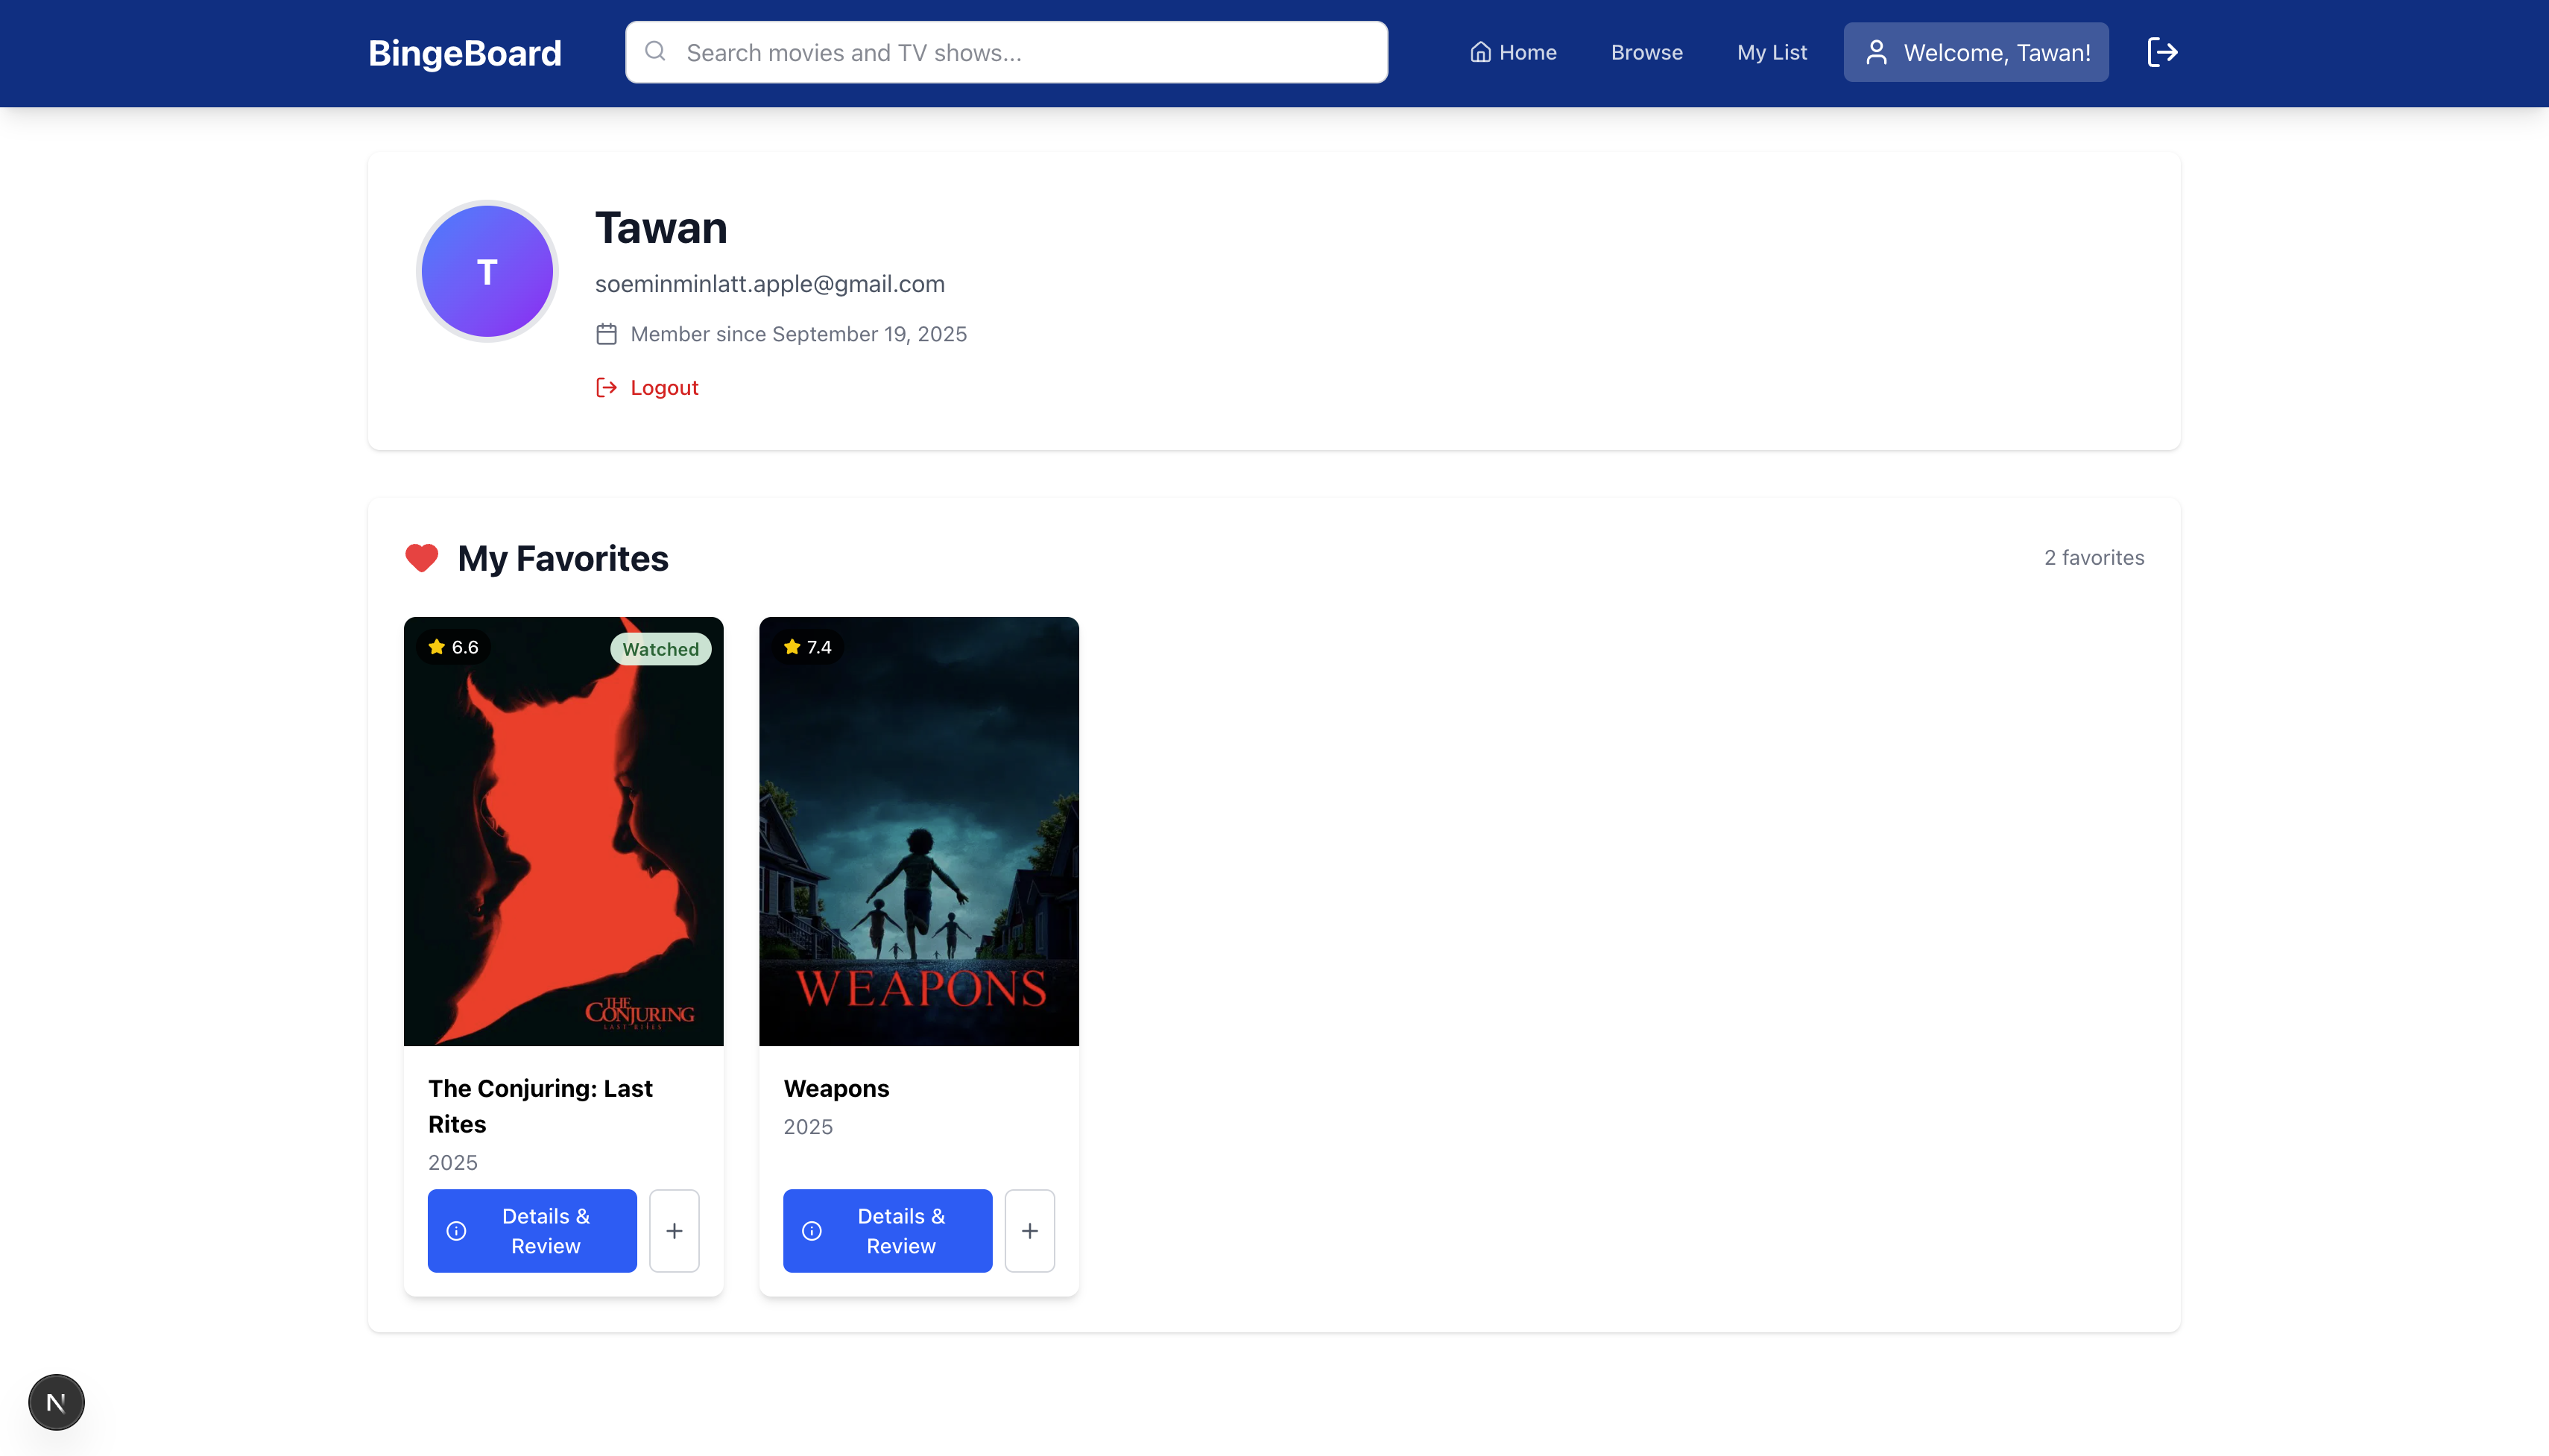 BingeBoard
Search movies and TV shows...
Home
Browse
My List
Welcome, Tawan!
T
Tawan
soeminminlatt.apple@gmail.com
Member since September 19, 2025
Logout
My Favorites
2 favorites
6.6
Watched
THE
CONJURING
LAST RITES
The Conjuring: Last
Rites
2025
Details &
Review
7.4
WEAPONS
Weapons
2025
Details &
Review
N